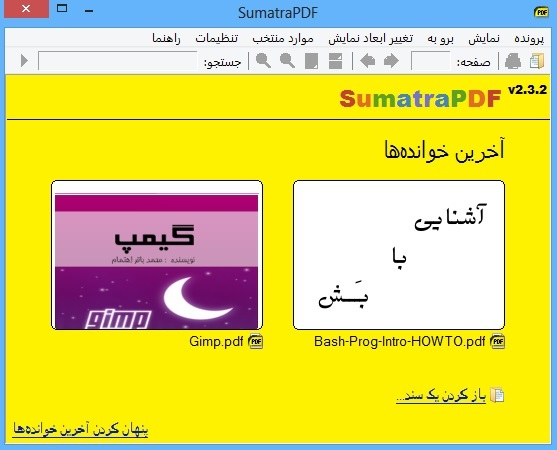 SumatraPDF
پرونده نمایش برو به تغییر ابعاد نمایش موارد منتخب تنظیمات راهنما
صفحه: جستجو:
SumatraPDF v2.3.2
آخرین خوانده‌ها
آشنایی
با
بَـش
Bash-Prog-Intro-HOWTO.pdf
گیمپ
نویسنده : محمد باقر اهتمام
gimp
Gimp.pdf
باز کردن یک سند...
پنهان کردن آخرین خوانده‌ها